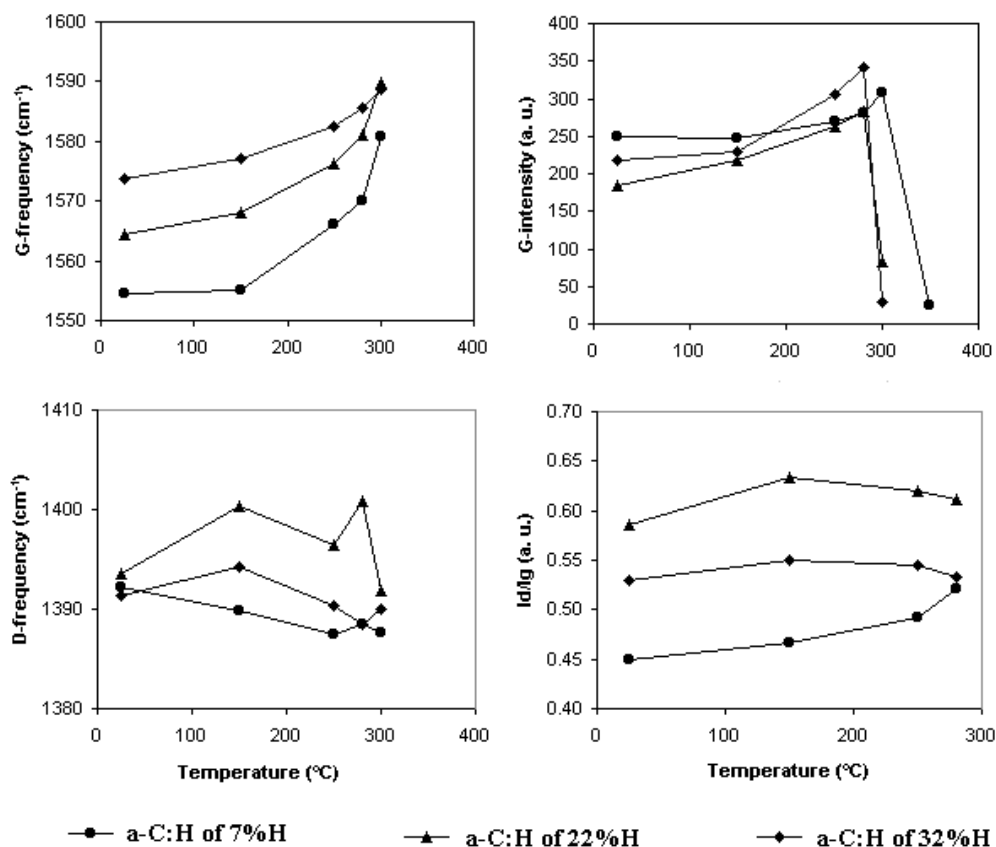 1600
1590
1580
1570
1560
1550
G-frequency (cm⁻¹)
0 100 200 300 400
400
350
300
250
200
150
100
50
0
G-intensity (a. u.)
0 100 200 300 400
1410
1400
1390
1380
D-frequency (cm⁻¹)
0 100 200 300 400
Temperature (°C)
0.70
0.65
0.60
0.55
0.50
0.45
0.40
Id/Ig (a. u.)
0 100 200 300
Temperature (°C)
a-C:H of 7%H a-C:H of 22%H a-C:H of 32%H